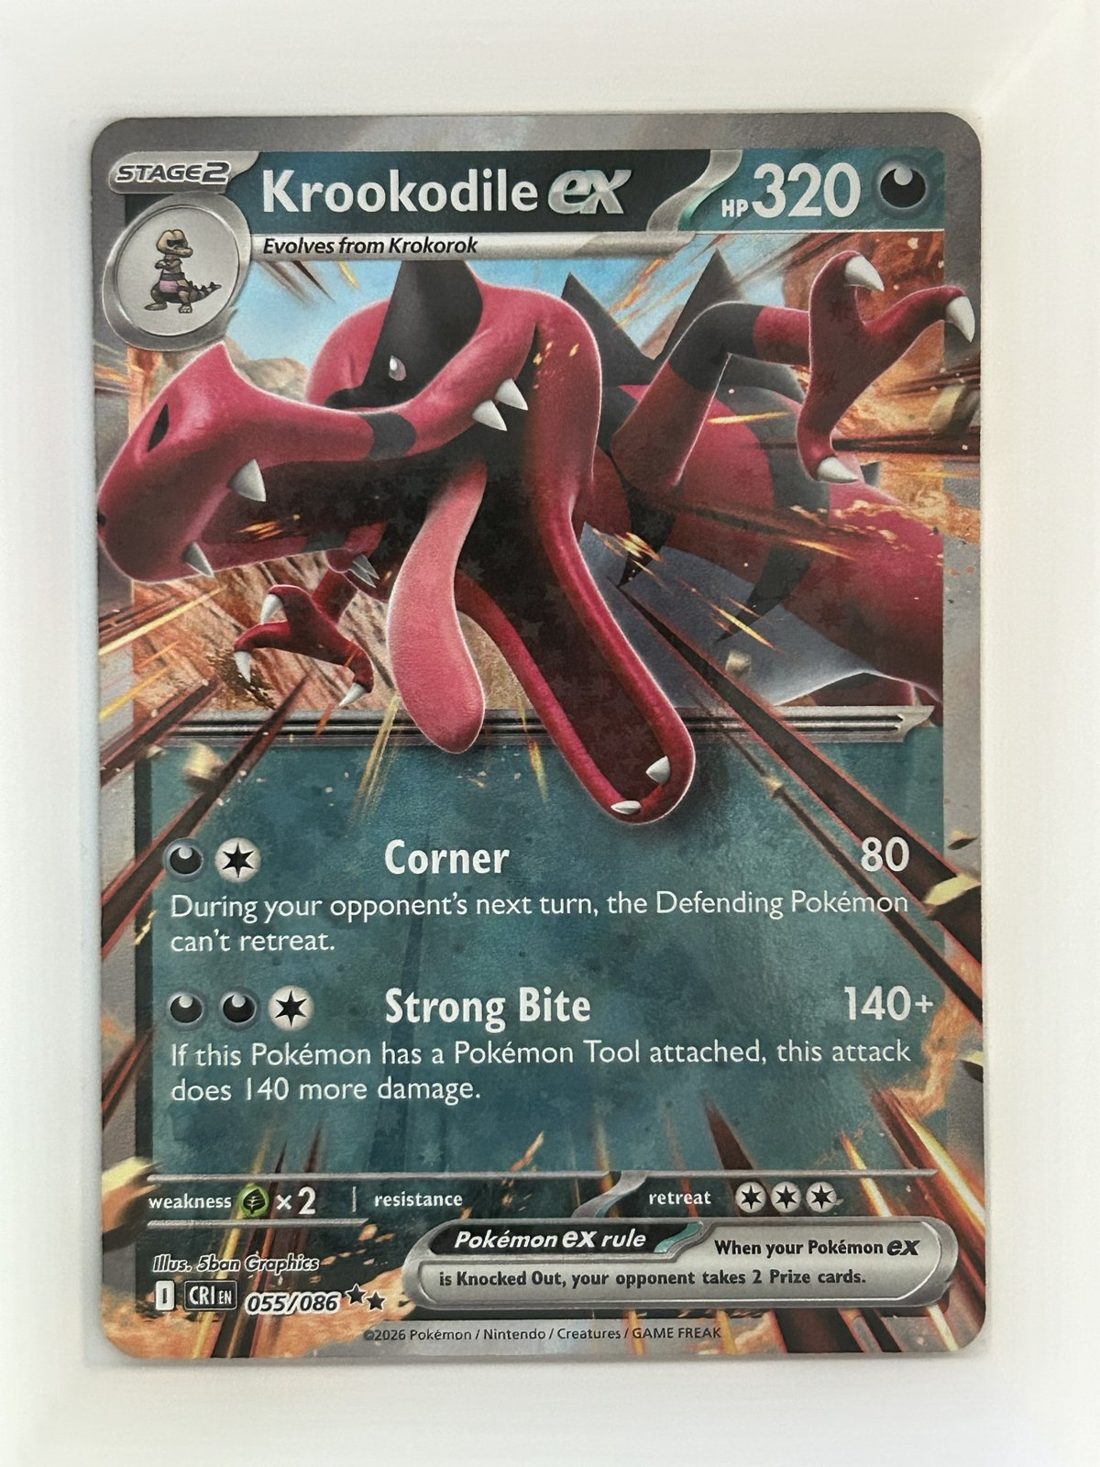 STAGE2
Krookodile ex
HP 320
Evolves from Krokorok
Corner 80
During your opponent's next turn, the Defending Pokémon
can't retreat.
Strong Bite 140+
If this Pokémon has a Pokémon Tool attached, this attack
does 140 more damage.
weakness ×2 resistance retreat
Pokémon ex rule
When your Pokémon ex
is Knocked Out, your opponent takes 2 Prize cards.
Illus. 5ban Graphics
I CRI EN 055/086
©2026 Pokémon / Nintendo / Creatures / GAME FREAK